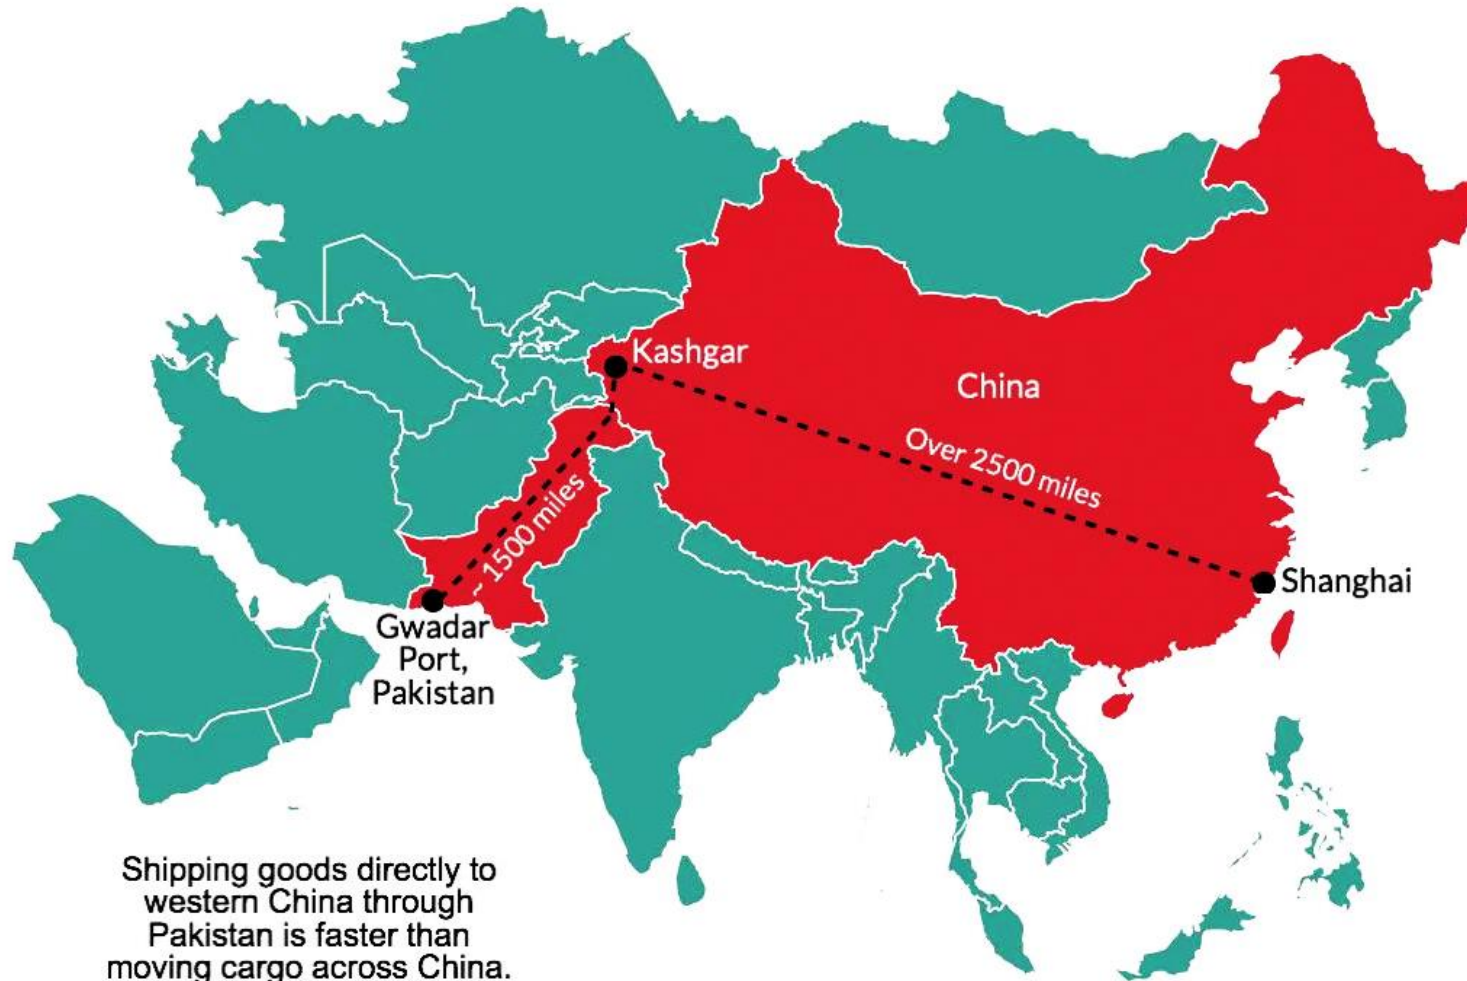 Kashgar
China
Over 2500 miles
~ 1500 miles
Shanghai
Gwadar
Port,
Pakistan
Shipping goods directly to
western China through
Pakistan is faster than
moving cargo across China.